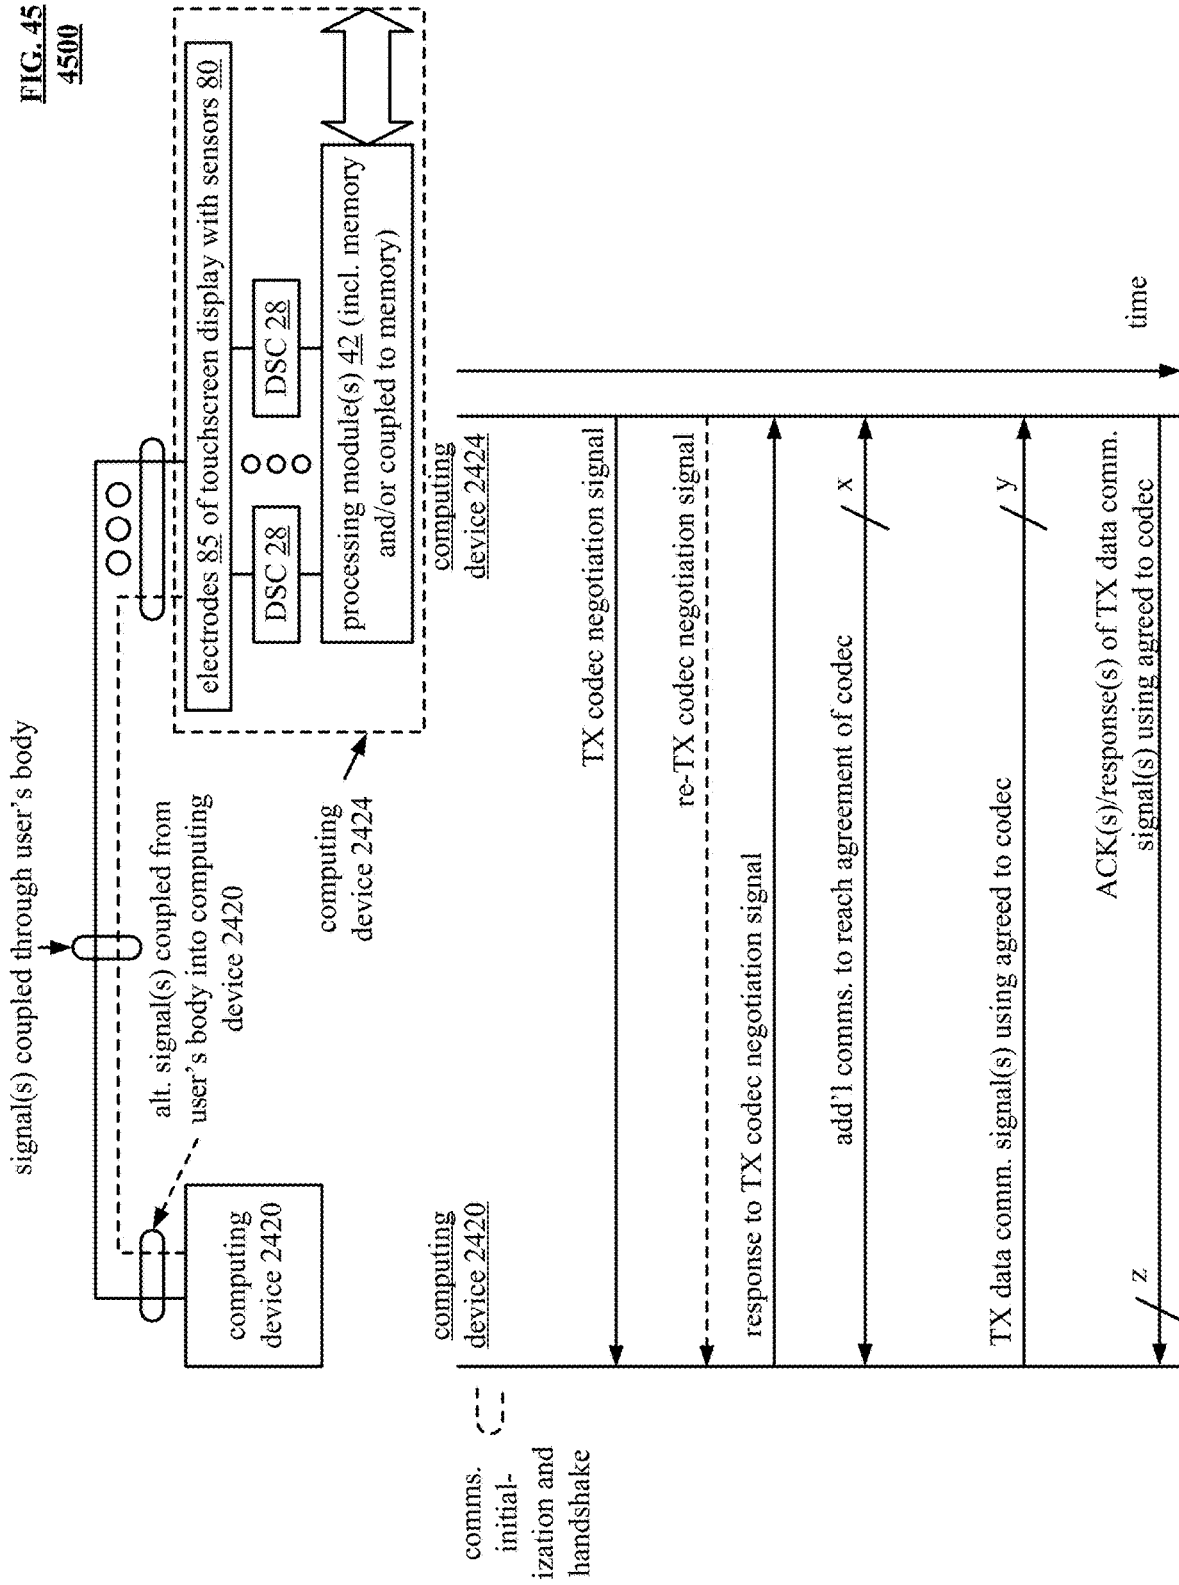 FIG. 45
4500
signal(s) coupled through user's body
alt. signal(s) coupled from
user's body into computing
device 2420
computing
device 2420
computing
device 2424
electrodes 85 of touchscreen display with sensors 80
DSC 28
DSC 28
processing module(s) 42 (incl. memory
and/or coupled to memory)
comms.
initial-
ization and
handshake
computing
device 2420
computing
device 2424
TX codec negotiation signal
re-TX codec negotiation signal
response to TX codec negotiation signal
add'l comms. to reach agreement of codec
x
TX data comm. signal(s) using agreed to codec
y
ACK(s)/response(s) of TX data comm.
signal(s) using agreed to codec
z
time